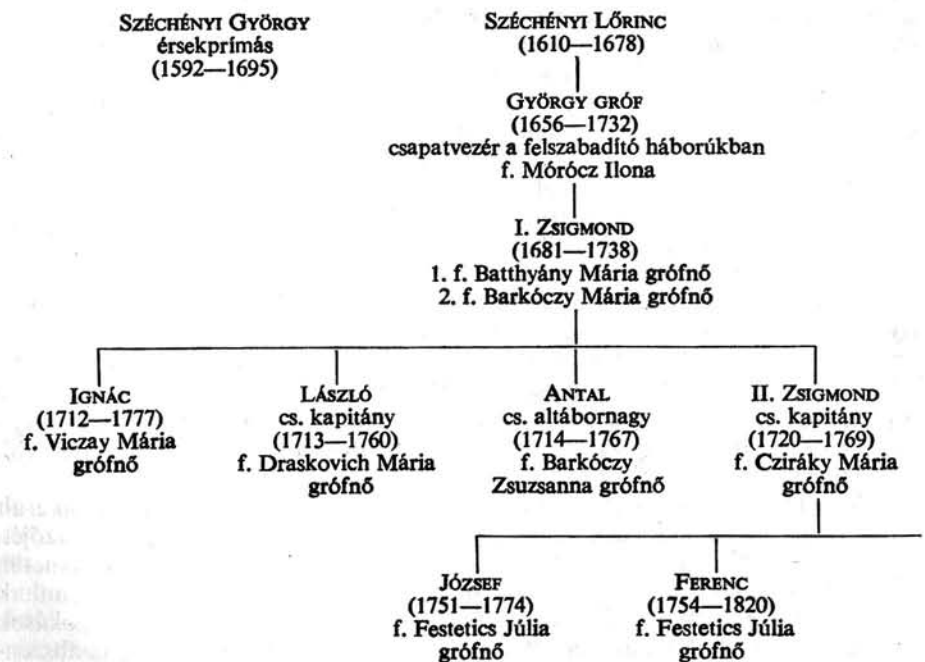 SZÉCHÉNYI GYÖRGY
érsekprímás
(1592—1695)
SZÉCHÉNYI LŐRINC
(1610—1678)
GYÖRGY GRÓF
(1656—1732)
csapatvezér a felszabadító háborúkban
f. Mórócz Ilona
I. ZSIGMOND
(1681—1738)
1. f. Batthyány Mária grófnő
2. f. Barkóczy Mária grófnő
IGNÁC
(1712—1777)
f. Viczay Mária
grófnő
LÁSZLÓ
cs. kapitány
(1713—1760)
f. Draskovich Mária
grófnő
ANTAL
cs. altábornagy
(1714—1767)
f. Barkóczy
Zsuzsanna grófnő
II. ZSIGMOND
cs. kapitány
(1720—1769)
f. Cziráky Mária
grófnő
JÓZSEF
(1751—1774)
f. Festetics Júlia
grófnő
FERENC
(1754—1820)
f. Festetics Júlia
grófnő